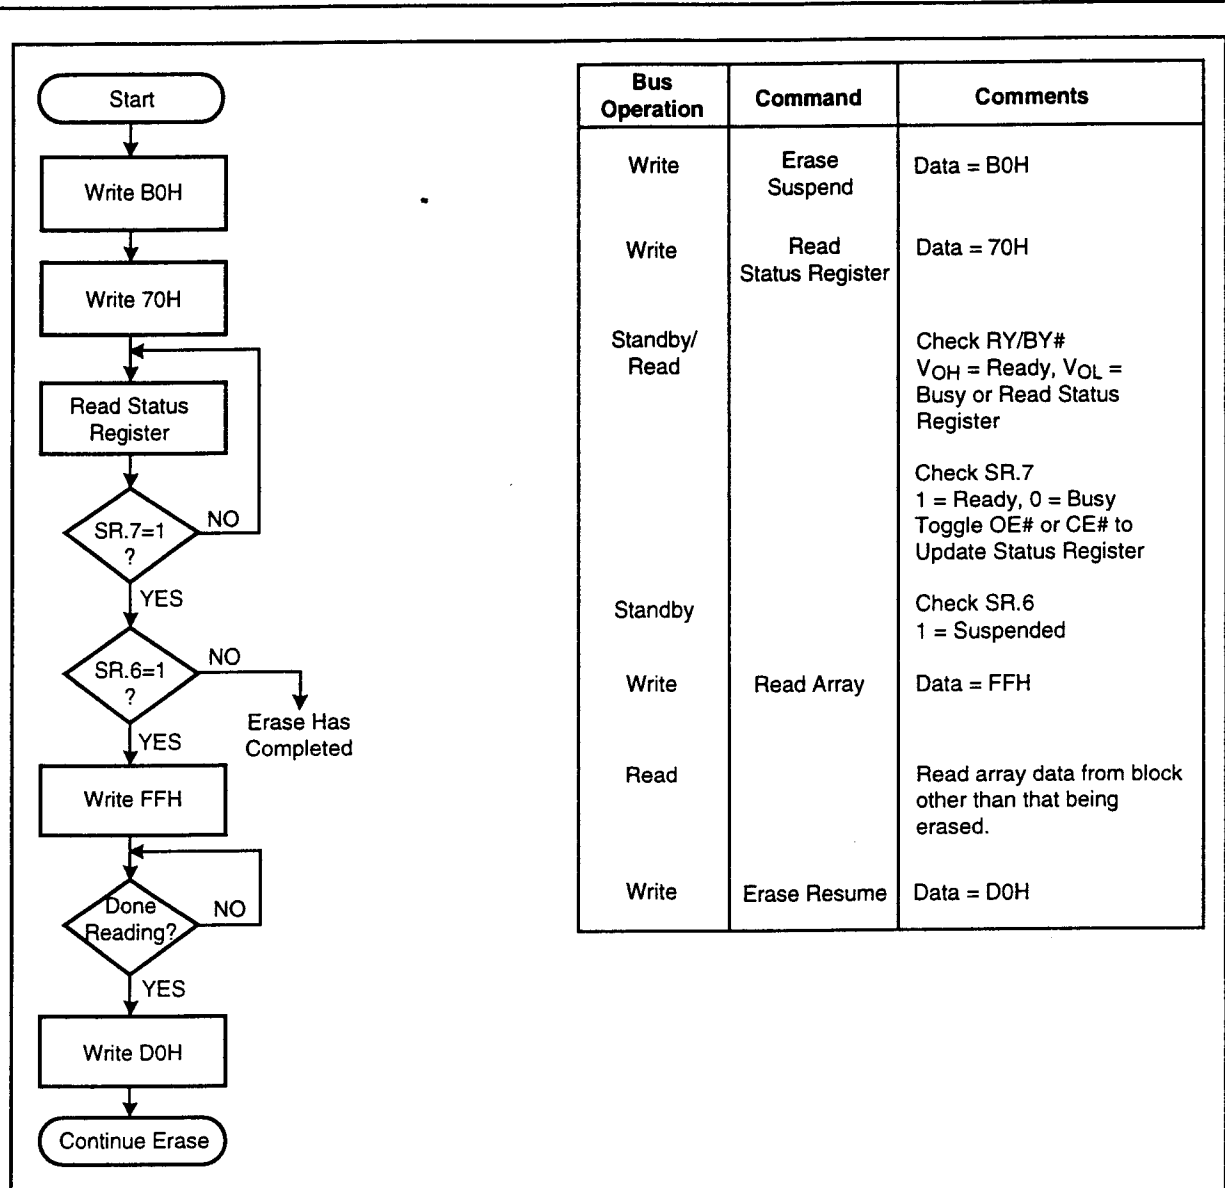 Start
Write B0H
Write 70H
Read Status
Register
SR.7=1
?
NO
YES
SR.6=1
?
NO
Erase Has
Completed
YES
Write FFH
Done
Reading?
NO
YES
Write D0H
Continue Erase
Bus
Operation
Command
Comments
Write
Erase
Suspend
Data = B0H
Write
Read
Status Register
Data = 70H
Standby/
Read
Check RY/BY#
VOH = Ready, VOL =
Busy or Read Status
Register
Check SR.7
1 = Ready, 0 = Busy
Toggle OE# or CE# to
Update Status Register
Standby
Check SR.6
1 = Suspended
Write
Read Array
Data = FFH
Read
Read array data from block
other than that being
erased.
Write
Erase Resume
Data = D0H